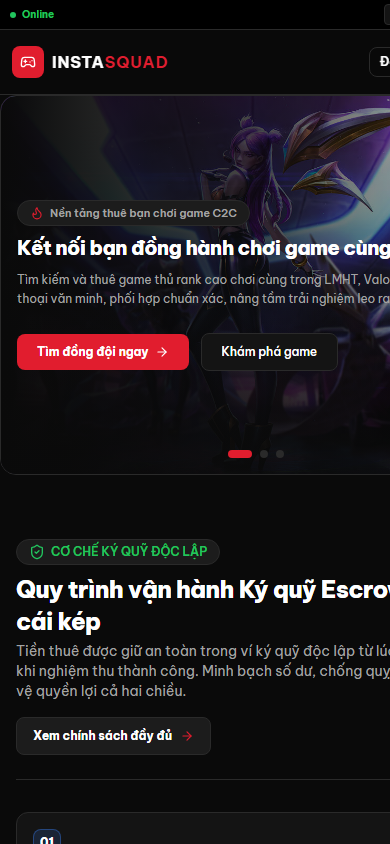 Online
INSTASQUAD
Nền tảng thuê bạn chơi game C2C
Kết nối bạn đồng hành chơi game cùng
Tìm kiếm và thuê game thủ rank cao chơi cùng trong LMHT, Valo
thoại văn minh, phối hợp chuẩn xác, nâng tầm trải nghiệm leo ra
Tìm đồng đội ngay
Khám phá game
CƠ CHẾ KÝ QUỸ ĐỘC LẬP
Quy trình vận hành Ký quỹ Escrow
cái kép
Tiền thuê được giữ an toàn trong ví ký quỹ độc lập từ lúc
khi nghiệm thu thành công. Minh bạch số dư, chống quỵ
vệ quyền lợi cả hai chiều.
Xem chính sách đầy đủ
01